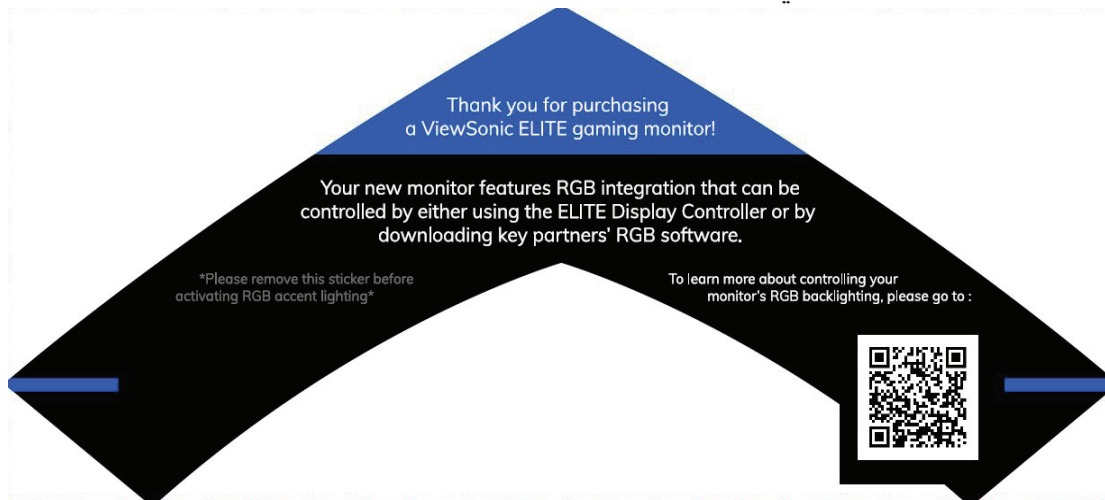 Thank you for purchasing
a ViewSonic ELITE gaming monitor!
Your new monitor features RGB integration that can be
controlled by either using the ELITE Display Controller or by
downloading key partners' RGB software.
*Please remove this sticker before
activating RGB accent lighting*
To learn more about controlling your
monitor's RGB backlighting, please go to :